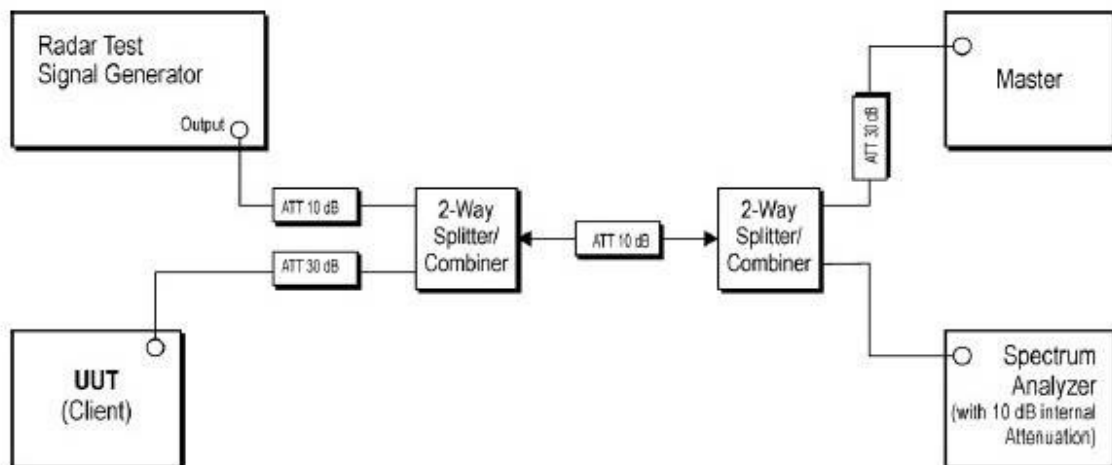 Radar Test
Signal Generator
Output
Master
ATT 30 dB
ATT 10 dB
2-Way
Splitter/
Combiner
ATT 10 dB
2-Way
Splitter/
Combiner
ATT 30 dB
UUT
(Client)
Spectrum
Analyzer
(with 10 dB internal
Attenuation)